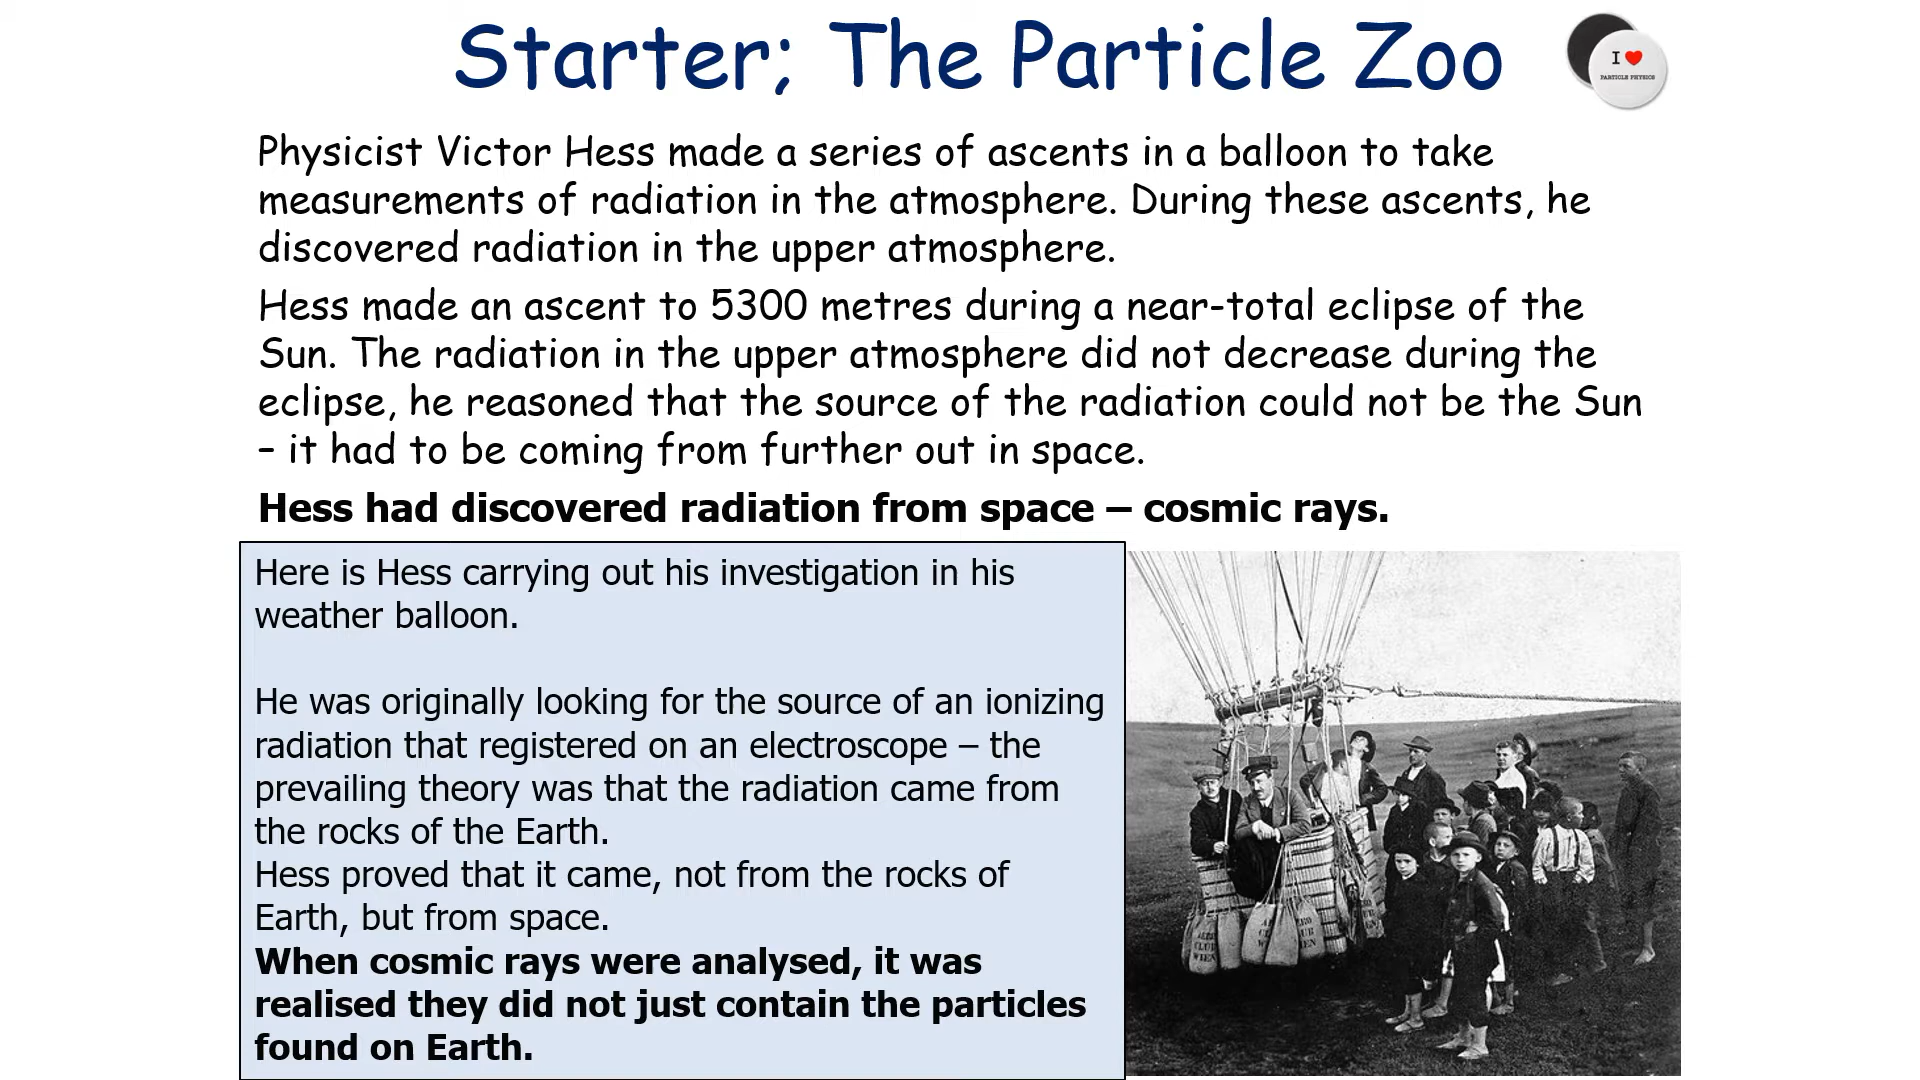 Starter; The Particle Zoo
I
PARTICLE PHYSICS
Physicist Victor Hess made a series of ascents in a balloon to take
measurements of radiation in the atmosphere. During these ascents, he
discovered radiation in the upper atmosphere.
Hess made an ascent to 5300 metres during a near-total eclipse of the
Sun. The radiation in the upper atmosphere did not decrease during the
eclipse, he reasoned that the source of the radiation could not be the Sun
– it had to be coming from further out in space.
Hess had discovered radiation from space – cosmic rays.
Here is Hess carrying out his investigation in his
weather balloon.
He was originally looking for the source of an ionizing
radiation that registered on an electroscope – the
prevailing theory was that the radiation came from
the rocks of the Earth.
Hess proved that it came, not from the rocks of
Earth, but from space.
When cosmic rays were analysed, it was
realised they did not just contain the particles
found on Earth.